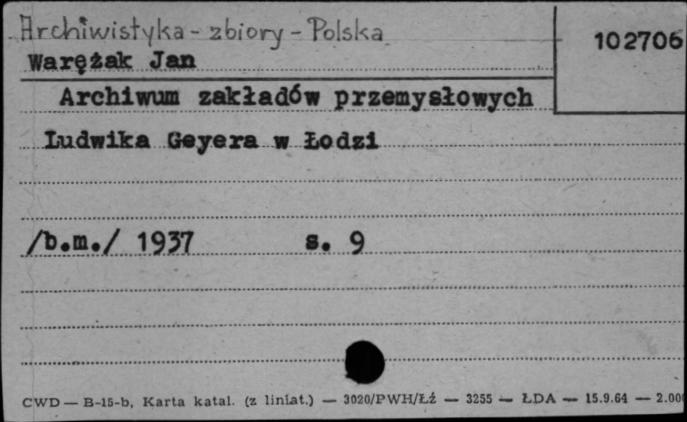 Archiwistyka - zbiory - Polska
102706
Warężak Jan
Archiwum zakładów przemysłowych
Ludwika Geyera w Łodzi
/b.m./ 1937 s. 9
CWD — B-15-b, Karta katal. (z liniat.) — 3020/PWH/Łź — 3255 — ŁDA — 15.9.64 — 2.00